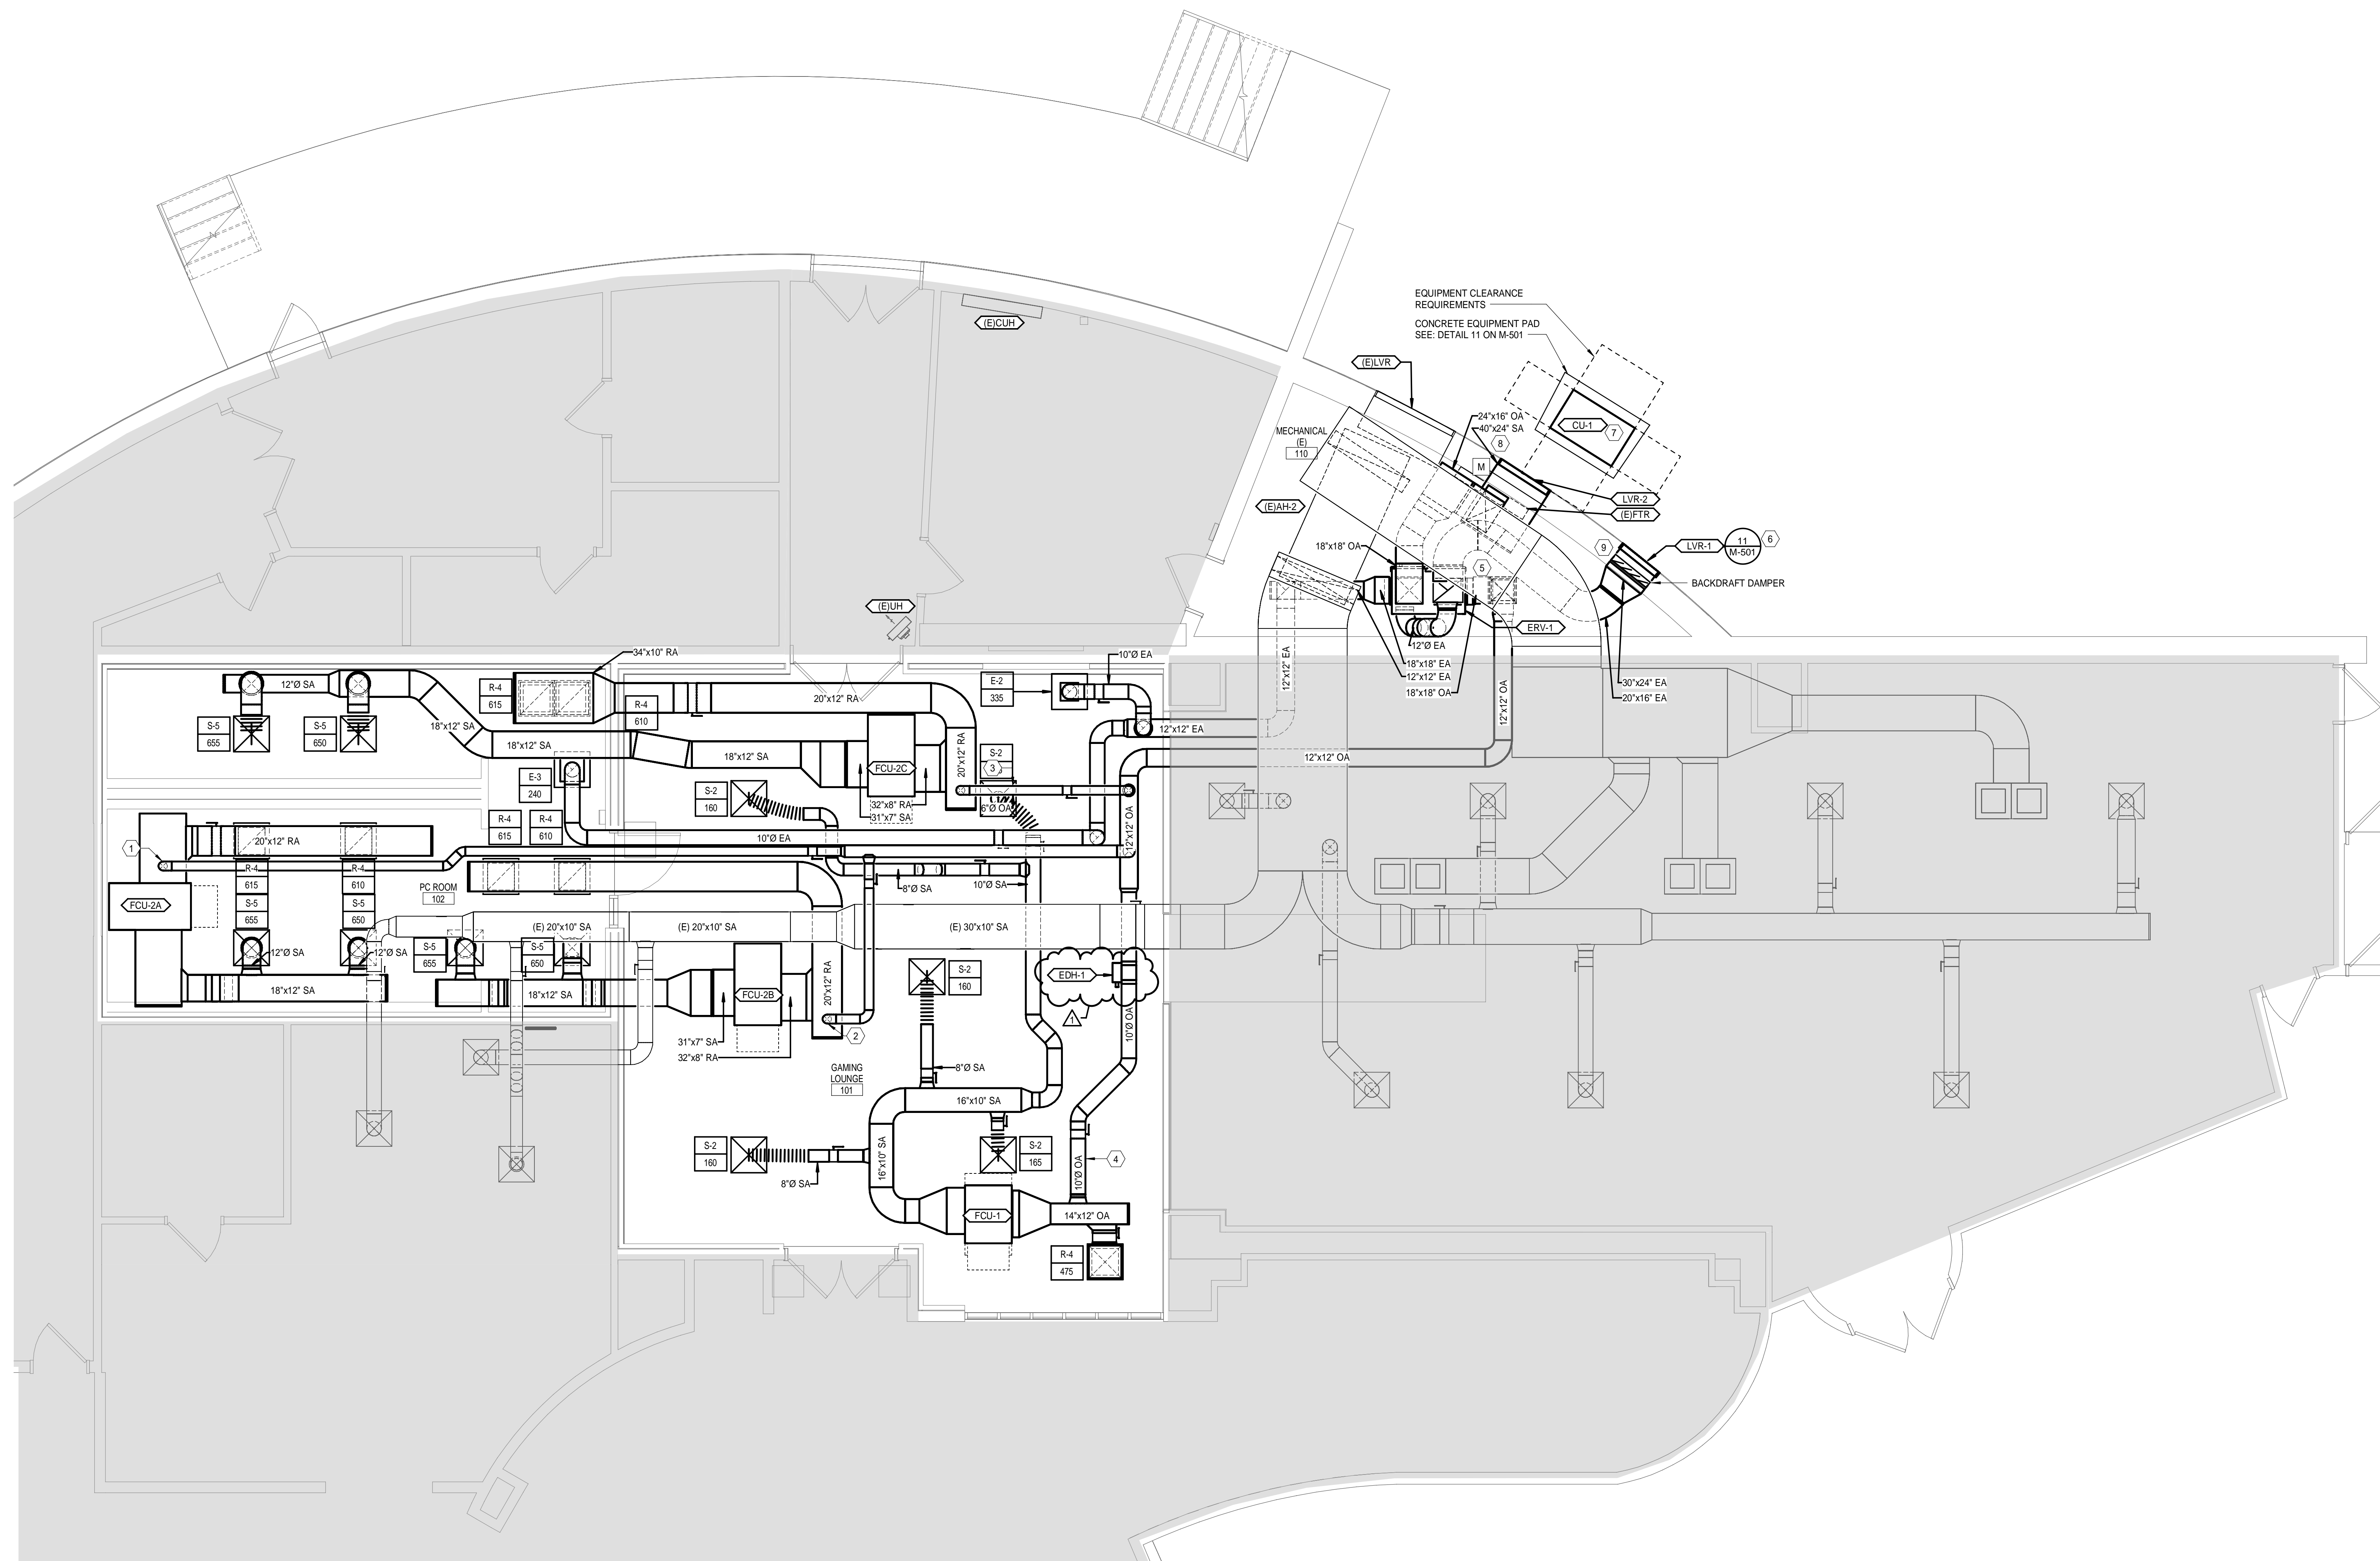 EQUIPMENT CLEARANCE
REQUIREMENTS
CONCRETE EQUIPMENT PAD
SEE: DETAIL 11 ON M-501
(E)CUH
(E)LVR
24"x16" OA
40"x24" SA
8
CU-1
7
MECHANICAL
(E)
110
M
LVR-2
(E)FTR
(E)AH-2
18"x18" OA
5
9
LVR-1
11
M-501
6
BACKDRAFT DAMPER
(E)UH
ERV-1
12"Ø EA
18"x18" EA
12"x12" EA
18"x18" OA
30"x24" EA
20"x16" EA
12"x12" EA
12"x12" OA
34"x10" RA
10"Ø EA
12"Ø SA
R-4
615
R-4
610
20"x12" RA
E-2
335
S-5
655
S-5
650
18"x12" SA
18"x12" SA
18"x12" SA
12"x12" EA
12"x12" OA
FCU-2C
20"x12" RA
S-2
3
E-3
240
S-2
160
32"x8" RA
31"x7" SA
6"Ø OA
12"x12" OA
R-4
615
R-4
610
10"Ø EA
1
20"x12" RA
R-4
615
R-4
610
PC ROOM
102
8"Ø SA
10"Ø SA
FCU-2A
S-5
655
S-5
650
(E) 20"x10" SA
(E) 20"x10" SA
(E) 30"x10" SA
12"Ø SA
12"Ø SA
S-5
655
S-5
650
18"x12" SA
18"x12" SA
FCU-2B
20"x12" RA
S-2
160
EDH-1
1
10"Ø OA
2
31"x7" SA
32"x8" RA
GAMING
LOUNGE
101
8"Ø SA
16"x10" SA
S-2
160
16"x10" SA
S-2
165
4
10"Ø OA
8"Ø SA
FCU-1
14"x12" OA
R-4
475